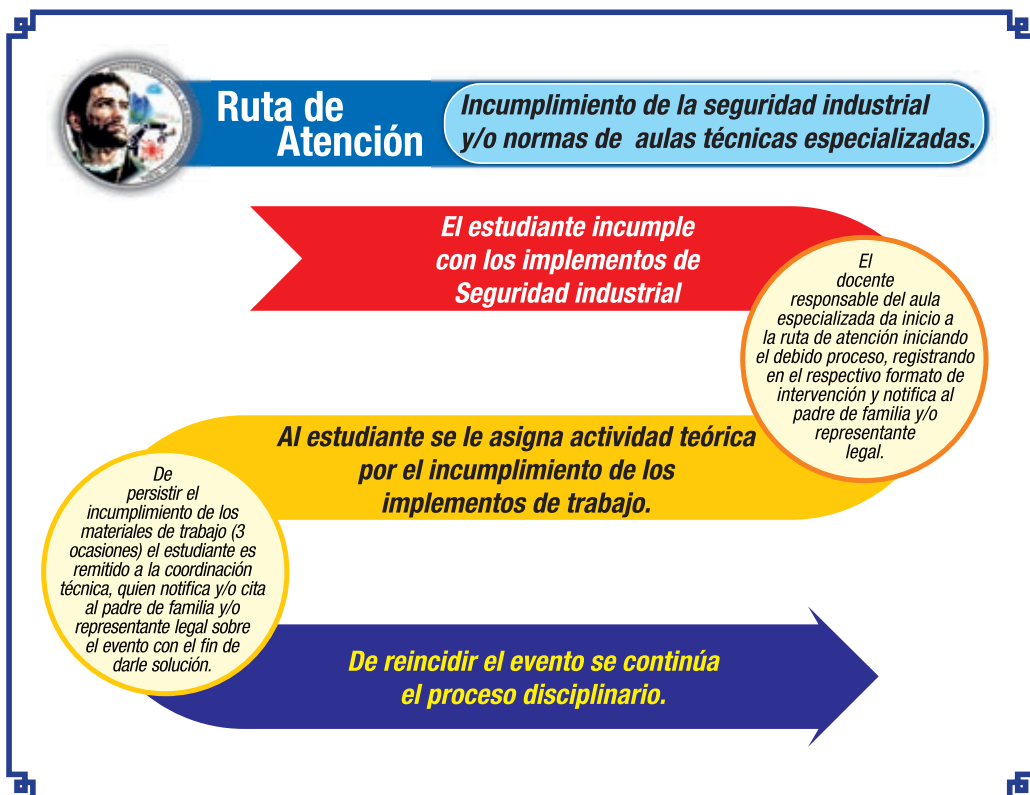 Ruta de
Atención
Incumplimiento de la seguridad industrial
y/o normas de aulas técnicas especializadas.
El estudiante incumple
con los implementos de
Seguridad industrial
El
docente
responsable del aula
especializada da inicio a
la ruta de atención iniciando
el debido proceso, registrando
en el respectivo formato de
intervención y notifica al
padre de familia y/o
representante
legal.
Al estudiante se le asigna actividad teórica
por el incumplimiento de los
implementos de trabajo.
De
persistir el
incumplimiento de los
materiales de trabajo (3
ocasiones) el estudiante es
remitido a la coordinación
técnica, quien notifica y/o cita
al padre de familia y/o
representante legal sobre
el evento con el fin de
darle solución.
De reincidir el evento se continúa
el proceso disciplinario.